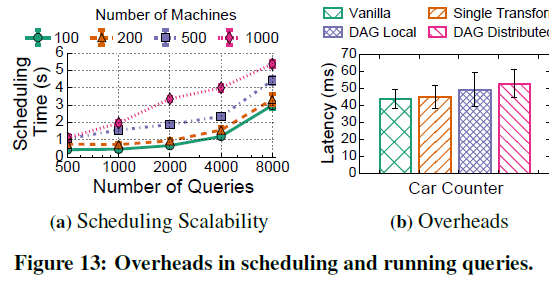 Number of Machines
100 200 500 1000
Scheduling
Time (s)
6
5
4
3
2
1
0
500 1000 2000 4000 8000
Number of Queries
(a) Scheduling Scalability
Vanilla Single Transform
DAG Local DAG Distributed
Latency (ms)
70
60
50
40
30
20
10
0
Car Counter
(b) Overheads
Figure 13: Overheads in scheduling and running queries.